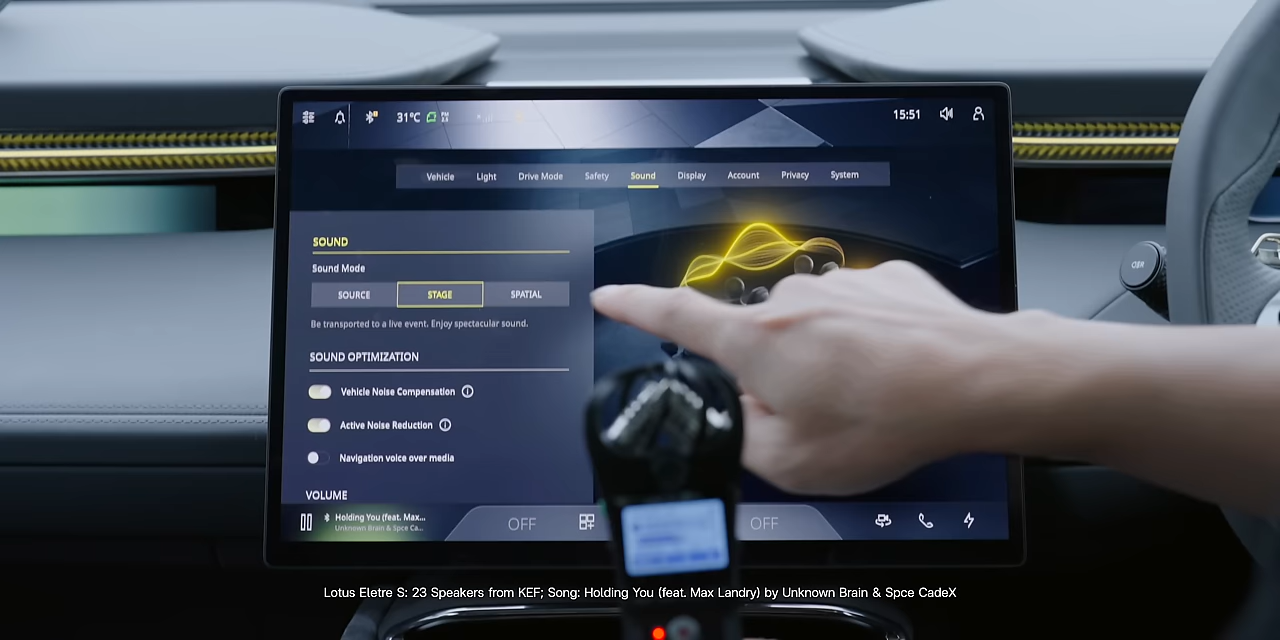 31°C
PM
2.5
15:51
Vehicle Light Drive Mode Safety Sound Display Account Privacy System
SOUND
Sound Mode
SOURCE STAGE SPATIAL
Be transported to a live event. Enjoy spectacular sound.
SOUND OPTIMIZATION
Vehicle Noise Compensation
Active Noise Reduction
Navigation voice over media
VOLUME
Holding You (feat. Max...
Unknown Brain & Spce Ca...
OFF OFF
Lotus Eletre S: 23 Speakers from KEF; Song: Holding You (feat. Max Landry) by Unknown Brain & Spce CadeX